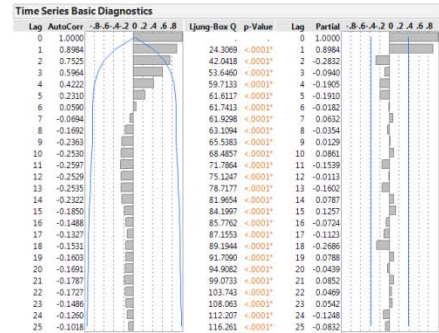 Time Series Basic Diagnostics
Lag AutoCorr -.8-.6-.4-.2 0 .2 .4 .6 .8 Ljung-Box Q p-Value Lag Partial -.8-.6-.4-.2 0 .2 .4 .6 .8
0 1.0000 . . 0 1.0000
1 0.8984 24.3069 <.0001* 1 0.8984
2 0.7525 42.0418 <.0001* 2 -0.2832
3 0.5964 53.6460 <.0001* 3 -0.0940
4 0.4222 59.7133 <.0001* 4 -0.1905
5 0.2310 61.6117 <.0001* 5 -0.1910
6 0.0590 61.7413 <.0001* 6 -0.0182
7 -0.0694 61.9298 <.0001* 7 0.0632
8 -0.1692 63.1094 <.0001* 8 -0.0354
9 -0.2363 65.5383 <.0001* 9 0.0129
10 -0.2530 68.4857 <.0001* 10 0.0861
11 -0.2597 71.7864 <.0001* 11 -0.1539
12 -0.2529 75.1247 <.0001* 12 -0.0113
13 -0.2535 78.7177 <.0001* 13 -0.1602
14 -0.2322 81.9654 <.0001* 14 0.0787
15 -0.1850 84.1997 <.0001* 15 0.1257
16 -0.1488 85.7762 <.0001* 16 -0.0724
17 -0.1327 87.1553 <.0001* 17 -0.1123
18 -0.1531 89.1944 <.0001* 18 -0.2686
19 -0.1603 91.7090 <.0001* 19 0.0788
20 -0.1691 94.9082 <.0001* 20 -0.0439
21 -0.1787 99.0733 <.0001* 21 0.0852
22 -0.1727 103.743 <.0001* 22 0.0469
23 -0.1486 108.063 <.0001* 23 0.0542
24 -0.1260 112.207 <.0001* 24 -0.1248
25 -0.1018 116.261 <.0001* 25 -0.0832